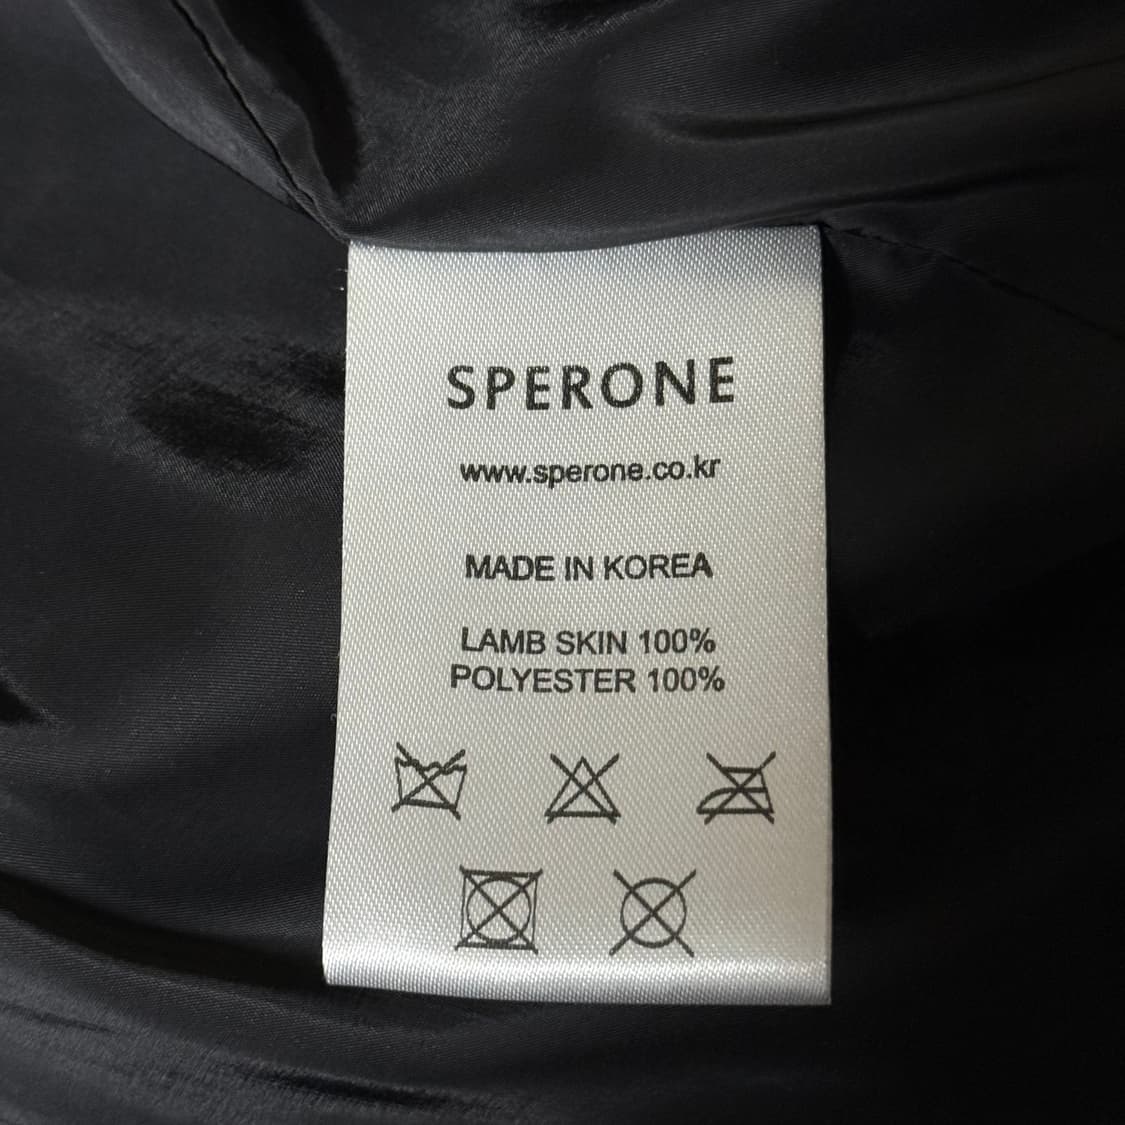 SPERONE
www.sperone.co.kr
MADE IN KOREA
LAMB SKIN 100%
POLYESTER 100%